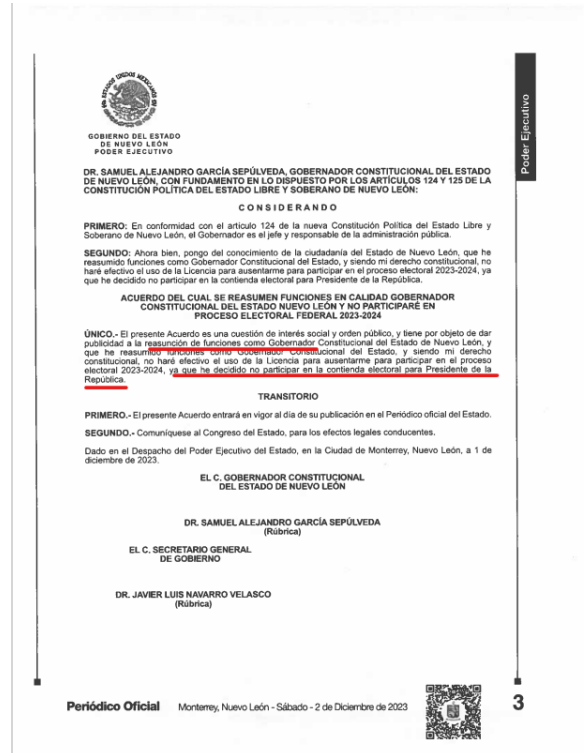 ESTADOS UNIDOS MEXICANOS
GOBIERNO DEL ESTADO
DE NUEVO LEÓN
PODER EJECUTIVO
Poder Ejecutivo
DR. SAMUEL ALEJANDRO GARCÍA SEPÚLVEDA, GOBERNADOR CONSTITUCIONAL DEL ESTADO
DE NUEVO LEÓN, CON FUNDAMENTO EN LO DISPUESTO POR LOS ARTÍCULOS 124 Y 125 DE LA
CONSTITUCIÓN POLÍTICA DEL ESTADO LIBRE Y SOBERANO DE NUEVO LEÓN:
CONSIDERANDO
PRIMERO: En conformidad con el articulo 124 de la nueva Constitución Política del Estado Libre y
Soberano de Nuevo León, el Gobernador es el jefe y responsable de la administración pública.
SEGUNDO: Ahora bien, pongo del conocimiento de la ciudadanía del Estado de Nuevo León, que he
reasumido funciones como Gobernador Constitucional del Estado, y siendo mi derecho constitucional, no
haré efectivo el uso de la Licencia para ausentarme para participar en el proceso electoral 2023-2024, ya
que he decidido no participar en la contienda electoral para Presidente de la República.
ACUERDO DEL CUAL SE REASUMEN FUNCIONES EN CALIDAD GOBERNADOR
CONSTITUCIONAL DEL ESTADO NUEVO LEÓN Y NO PARTICIPARÉ EN
PROCESO ELECTORAL FEDERAL 2023-2024
ÚNICO.- El presente Acuerdo es una cuestión de interés social y orden público, y tiene por objeto de dar
publicidad a la reasunción de funciones como Gobernador Constitucional del Estado de Nuevo León, y
que he reasumido funciones como Gobernador Constitucional del Estado, y siendo mi derecho
constitucional, no haré efectivo el uso de la Licencia para ausentarme para participar en el proceso
electoral 2023-2024, ya que he decidido no participar en la contienda electoral para Presidente de la
República.
TRANSITORIO
PRIMERO.- El presente Acuerdo entrará en vigor al día de su publicación en el Periódico oficial del Estado.
SEGUNDO.- Comuníquese al Congreso del Estado, para los efectos legales conducentes.
Dado en el Despacho del Poder Ejecutivo del Estado, en la Ciudad de Monterrey, Nuevo León, a 1 de
diciembre de 2023.
EL C. GOBERNADOR CONSTITUCIONAL
DEL ESTADO DE NUEVO LEÓN
DR. SAMUEL ALEJANDRO GARCÍA SEPÚLVEDA
(Rúbrica)
EL C. SECRETARIO GENERAL
DE GOBIERNO
DR. JAVIER LUIS NAVARRO VELASCO
(Rúbrica)
Periódico Oficial Monterrey, Nuevo León - Sábado - 2 de Diciembre de 2023 3